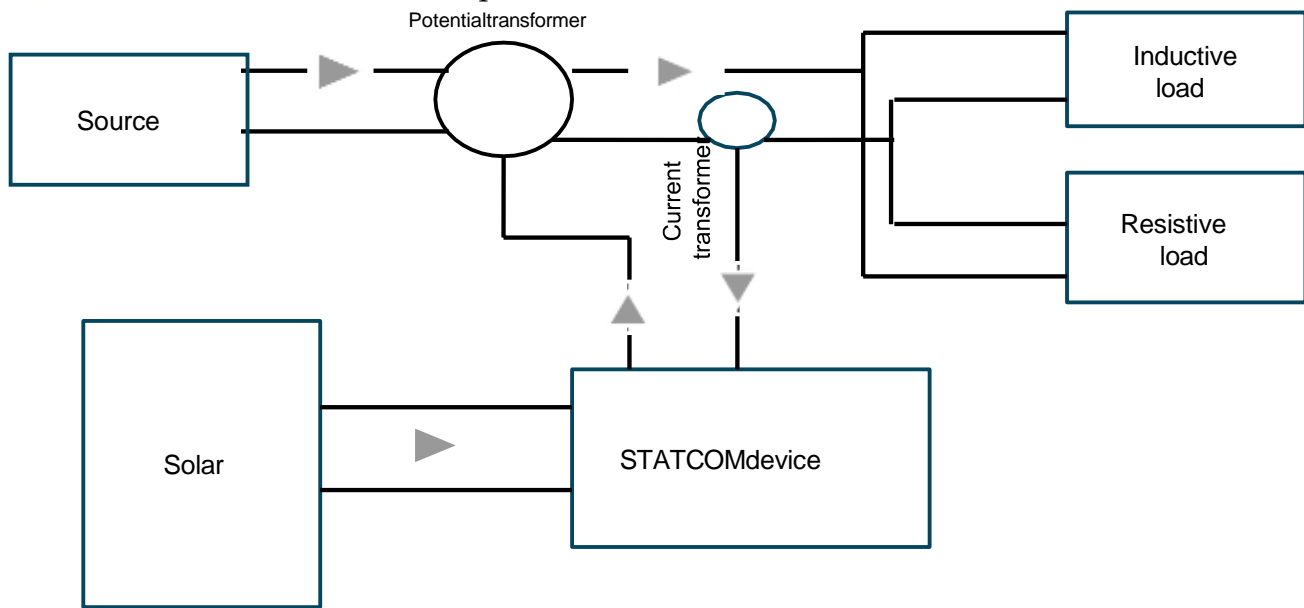 Potentialtransformer
Inductive
load
Source
Current
transformer
Resistive
load
Solar
STATCOMdevice